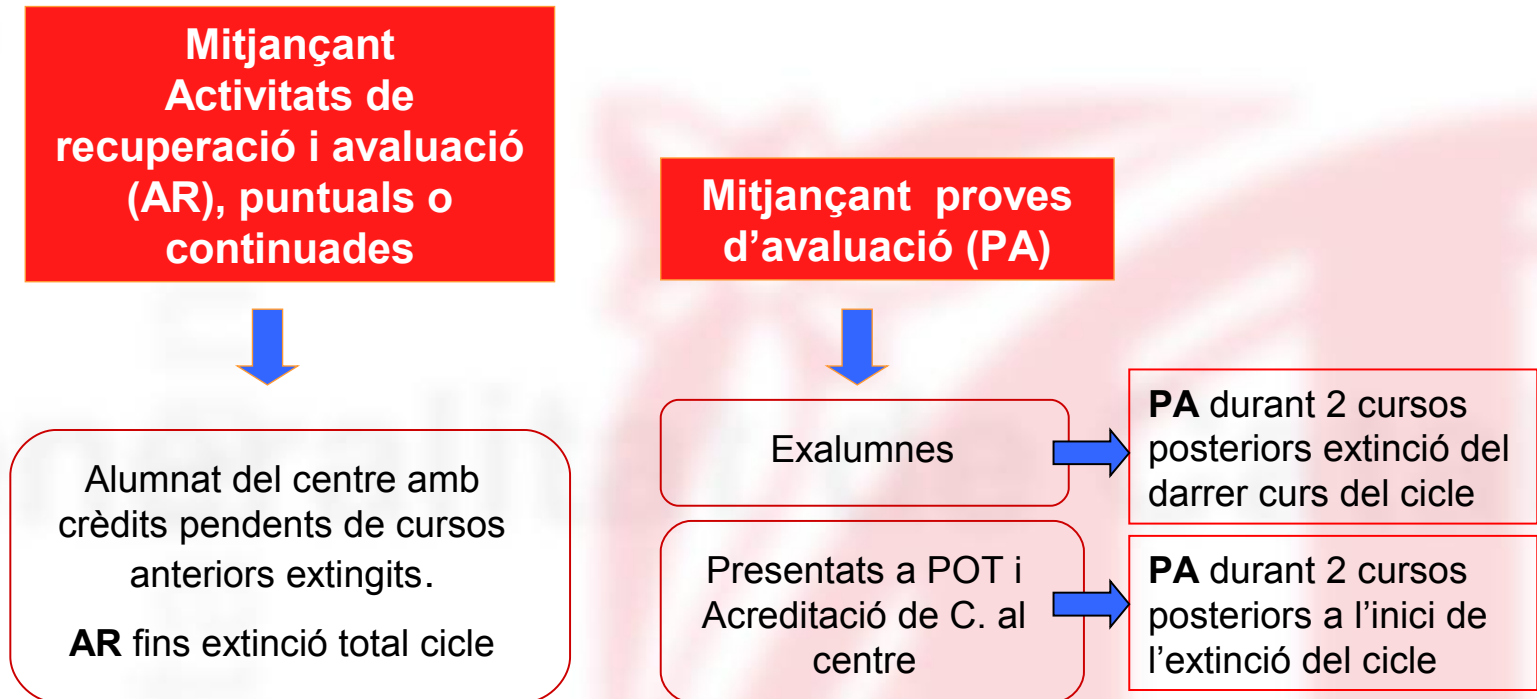 Mitjançant
Activitats de
recuperació i avaluació
(AR), puntuals o
continuades
Alumnat del centre amb
crèdits pendents de cursos
anteriors extingits.
AR fins extinció total cicle
Mitjançant proves
d’avaluació (PA)
Exalumnes
PA durant 2 cursos
posteriors extinció del
darrer curs del cicle
Presentats a POT i
Acreditació de C. al
centre
PA durant 2 cursos
posteriors a l’inici de
l’extinció del cicle